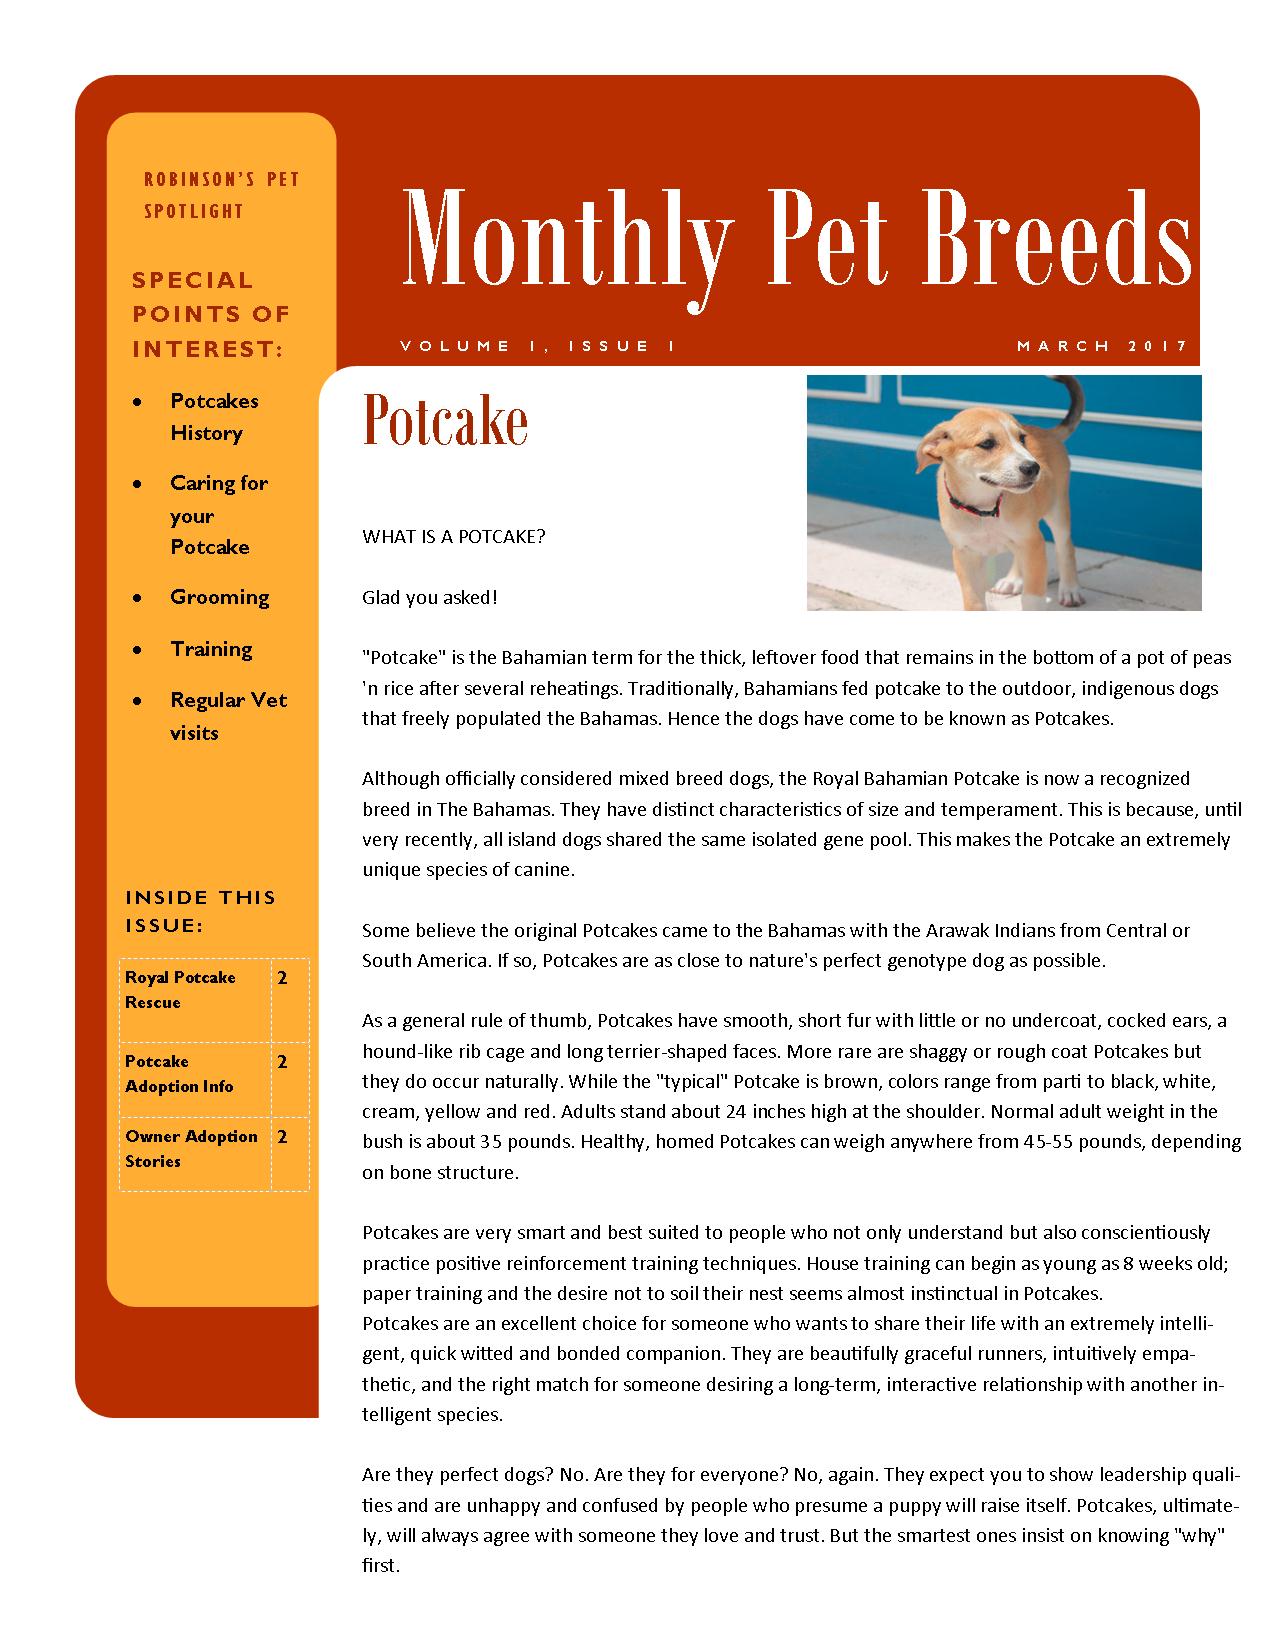 ROBINSON'S PET
SPOTLIGHT
SPECIAL
POINTS OF
INTEREST:
• Potcakes
History
• Caring for
your
Potcake
• Grooming
• Training
• Regular Vet
visits
INSIDE THIS
ISSUE:
Royal Potcake 2
Rescue
Potcake 2
Adoption Info
Owner Adoption 2
Stories
Monthly Pet Breeds
VOLUME 1, ISSUE 1 MARCH 2017
Potcake
WHAT IS A POTCAKE?
Glad you asked!
"Potcake" is the Bahamian term for the thick, leftover food that remains in the bottom of a pot of peas
'n rice after several reheatings. Traditionally, Bahamians fed potcake to the outdoor, indigenous dogs
that freely populated the Bahamas. Hence the dogs have come to be known as Potcakes.
Although officially considered mixed breed dogs, the Royal Bahamian Potcake is now a recognized
breed in The Bahamas. They have distinct characteristics of size and temperament. This is because, until
very recently, all island dogs shared the same isolated gene pool. This makes the Potcake an extremely
unique species of canine.
Some believe the original Potcakes came to the Bahamas with the Arawak Indians from Central or
South America. If so, Potcakes are as close to nature's perfect genotype dog as possible.
As a general rule of thumb, Potcakes have smooth, short fur with little or no undercoat, cocked ears, a
hound-like rib cage and long terrier-shaped faces. More rare are shaggy or rough coat Potcakes but
they do occur naturally. While the "typical" Potcake is brown, colors range from parti to black, white,
cream, yellow and red. Adults stand about 24 inches high at the shoulder. Normal adult weight in the
bush is about 35 pounds. Healthy, homed Potcakes can weigh anywhere from 45-55 pounds, depending
on bone structure.
Potcakes are very smart and best suited to people who not only understand but also conscientiously
practice positive reinforcement training techniques. House training can begin as young as 8 weeks old;
paper training and the desire not to soil their nest seems almost instinctual in Potcakes.
Potcakes are an excellent choice for someone who wants to share their life with an extremely intelli-
gent, quick witted and bonded companion. They are beautifully graceful runners, intuitively empa-
thetic, and the right match for someone desiring a long-term, interactive relationship with another in-
telligent species.
Are they perfect dogs? No. Are they for everyone? No, again. They expect you to show leadership quali-
ties and are unhappy and confused by people who presume a puppy will raise itself. Potcakes, ultimate-
ly, will always agree with someone they love and trust. But the smartest ones insist on knowing "why"
first.